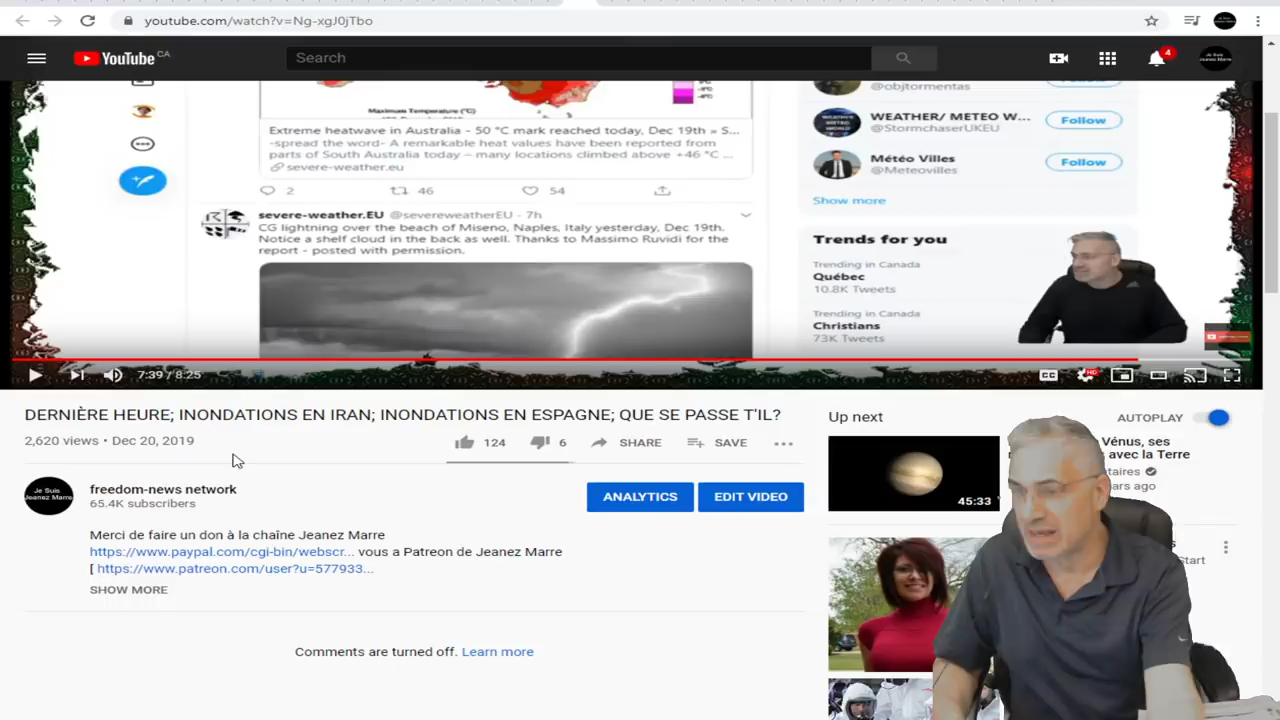 youtube.com/watch?v=Ng-xgJ0jTbo
YouTube CA
Search
4
Maximum Temperature (°C)
Extreme heatwave in Australia - 50 °C mark reached today, Dec 19th » S...
-spread the word- A remarkable heat values have been reported from
parts of South Australia today – many locations climbed above +46 °C ...
severe-weather.eu
2 46 54
severe-weather.EU @severeweatherEU - 7h
CG lightning over the beach of Miseno, Naples, Italy yesterday, Dec 19th.
Notice a shelf cloud in the back as well. Thanks to Massimo Ruvidi for the
report - posted with permission.
@objtormentas
WEATHER/ METEO W...
@StormchaserUKEU
Follow
Météo Villes
@Meteovilles
Follow
Show more
Trends for you
Trending in Canada
Québec
10.8K Tweets
Trending in Canada
Christians
73K Tweets
7:39 / 8:25
CC
HD
DERNIÈRE HEURE; INONDATIONS EN IRAN; INONDATIONS EN ESPAGNE; QUE SE PASSE T'IL?
2,620 views • Dec 20, 2019
124 6 SHARE SAVE
Je Suis
Jeanez Marre
freedom-news network
65.4K subscribers
ANALYTICS EDIT VIDEO
Merci de faire un don à la chaîne Jeanez Marre
https://www.paypal.com/cgi-bin/webscr... vous a Patreon de Jeanez Marre
[ https://www.patreon.com/user?u=577933...
SHOW MORE
Comments are turned off. Learn more
Up next
AUTOPLAY
45:33
Vénus, ses
avec la Terre